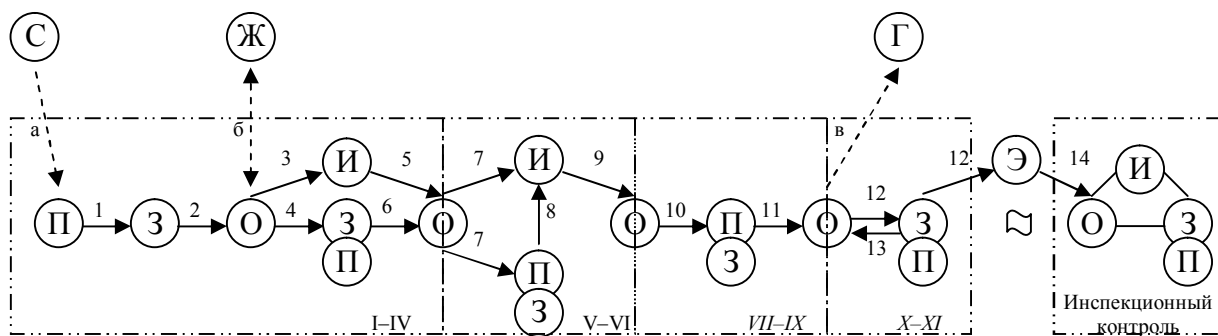 С Ж Г
а б в
3 И 5 7 И 9 12 Э 14 И
12
П 1 З 2 О 4 З 6 О 8 О 10 П 11 О З О З
П 7 П З 13 П П
З
I–IV V–VI VII–IX X–XI
Инспекционный
контроль